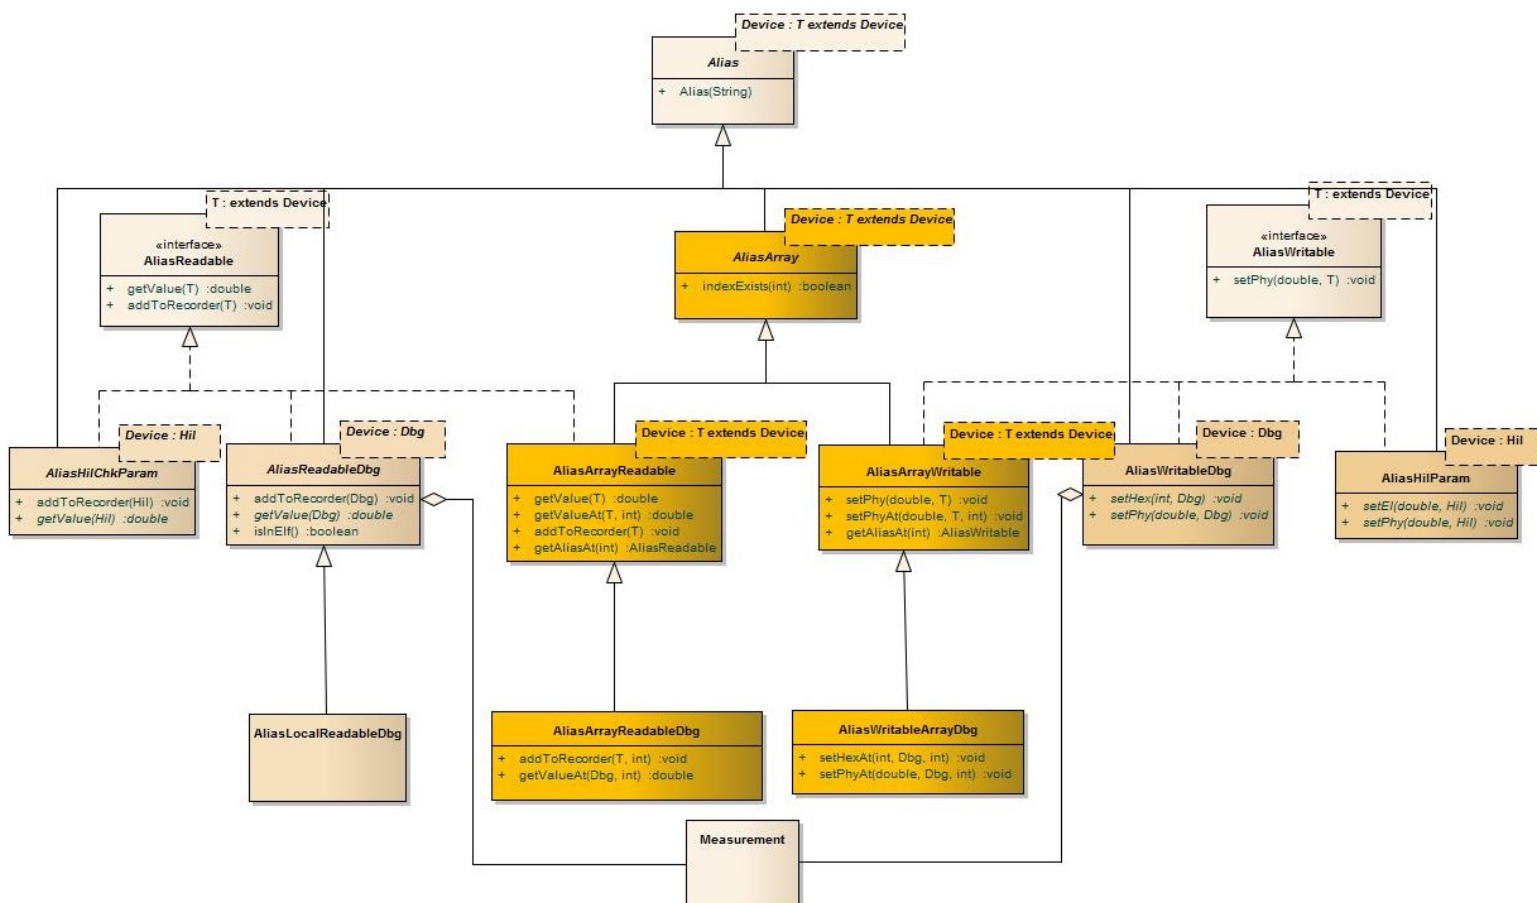 Device : T extends Device
Alias
+ Alias(String)
T : extends Device
«interface»
AliasReadable
+ getValue(T) :double
+ addToRecorder(T) :void
Device : T extends Device
AliasArray
+ indexExists(int) :boolean
T : extends Device
«interface»
AliasWritable
+ setPhy(double, T) :void
Device : Hil
AliasHilChkParam
+ addToRecorder(Hil) :void
+ getValue(Hil) :double
Device : Dbg
AliasReadableDbg
+ addToRecorder(Dbg) :void
+ getValue(Dbg) :double
+ isInElf() :boolean
Device : T extends Device
AliasArrayReadable
+ getValue(T) :double
+ getValueAt(T, int) :double
+ addToRecorder(T) :void
+ getAliasAt(int) :AliasReadable
Device : T extends Device
AliasArrayWritable
+ setPhy(double, T) :void
+ setPhyAt(double, T, int) :void
+ getAliasAt(int) :AliasWritable
Device : Dbg
AliasWritableDbg
+ setHex(int, Dbg) :void
+ setPhy(double, Dbg) :void
Device : Hil
AliasHilParam
+ setEl(double, Hil) :void
+ setPhy(double, Hil) :void
AliasLocalReadableDbg
AliasArrayReadableDbg
+ addToRecorder(T, int) :void
+ getValueAt(Dbg, int) :double
AliasWritableArrayDbg
+ setHexAt(int, Dbg, int) :void
+ setPhyAt(double, Dbg, int) :void
Measurement